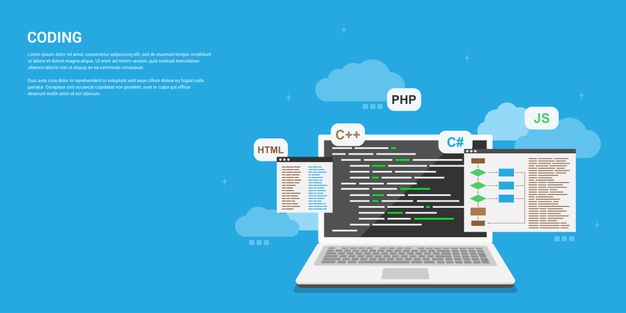 CODING
Lorem ipsum dolor sit amet, consectetur adipiscing elit, sed do eiusmod tempor
incididunt ut labore et dolore magna aliqua. Ut enim ad minim veniam, quis nostrud
exercitation ullamco laboris nisi ut aliquip ex ea commodo consequat.
Duis aute irure dolor in reprehenderit in voluptate velit esse cillum dolore eu fugiat
nulla pariatur. Excepteur sint occaecat cupidatat non proident, sunt in culpa qui officia
deserunt mollit anim id est laborum.
PHP
JS
C++
C#
HTML